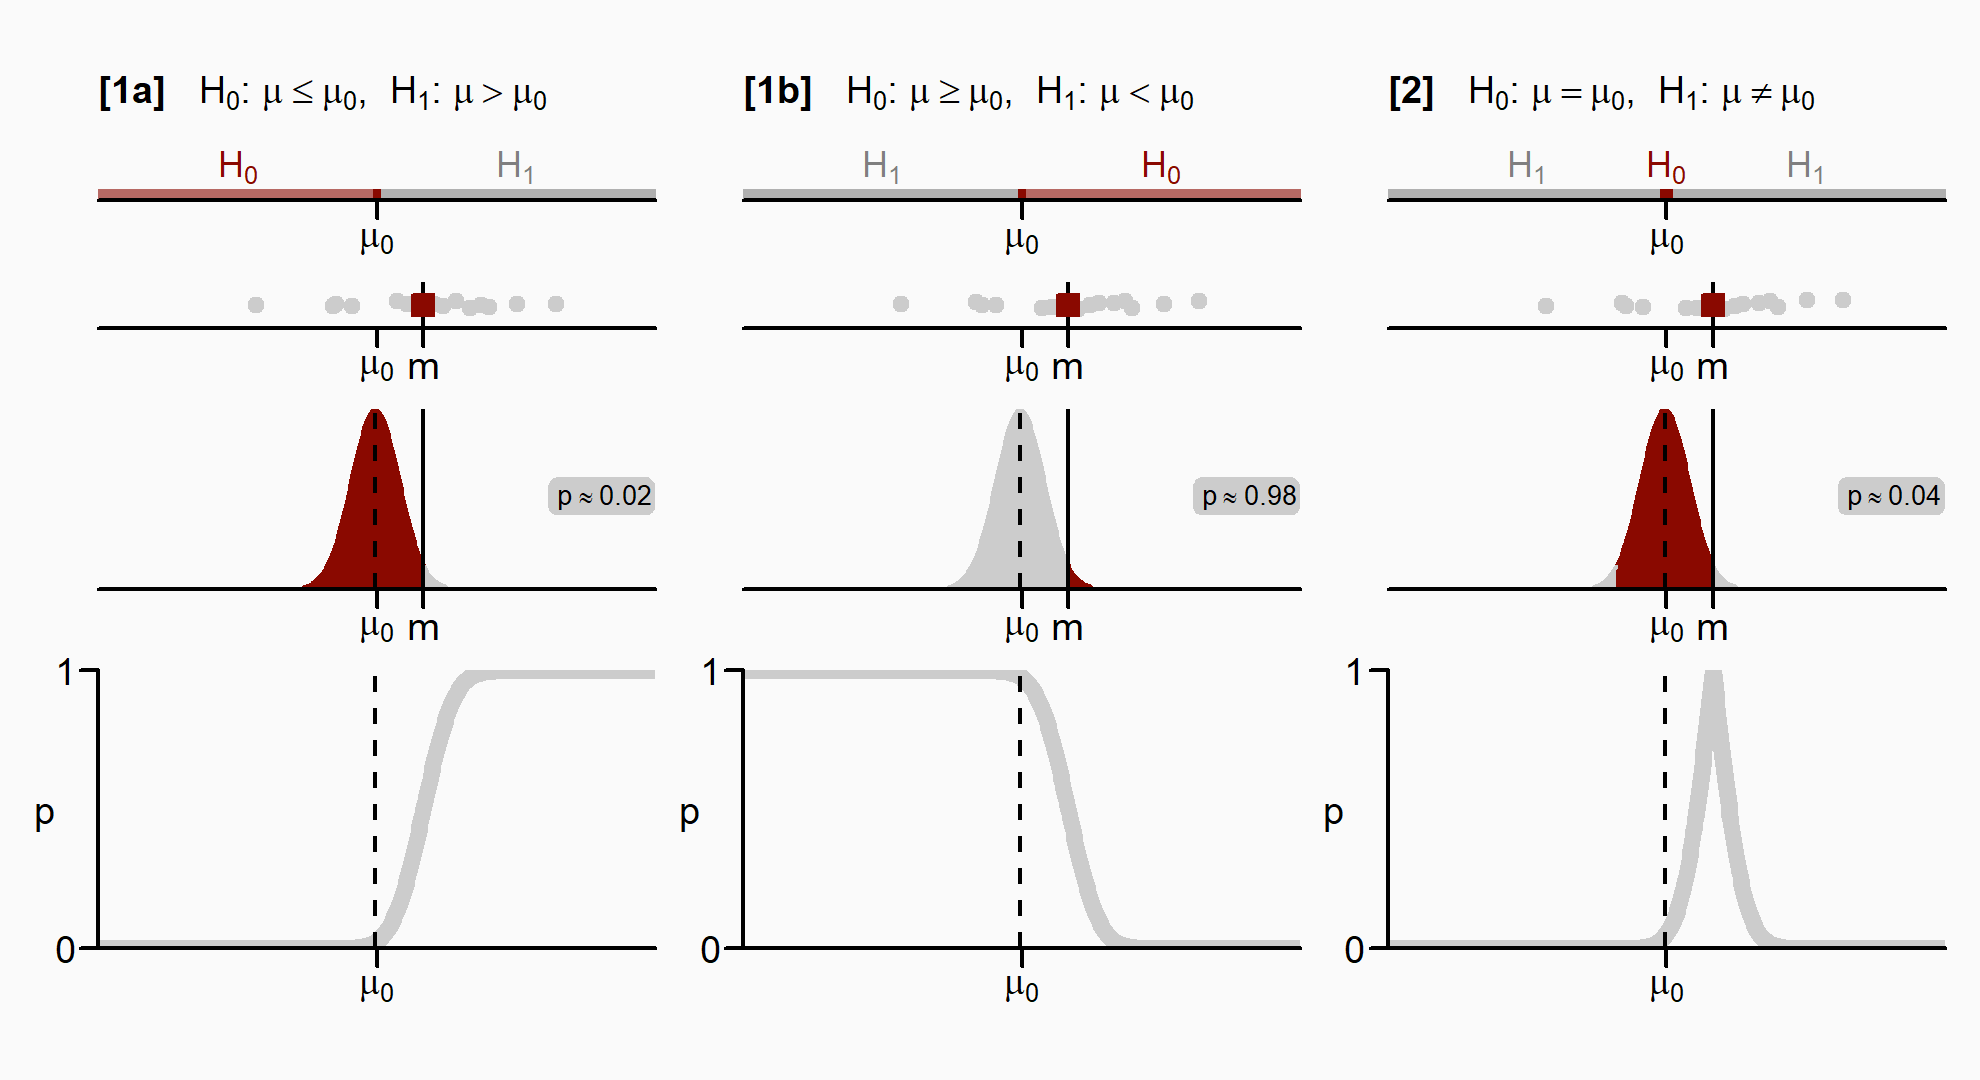 [1a] H₀: μ ≤ μ₀, H₁: μ > μ₀
H₀ H₁
μ₀
μ₀ m
p ≈ 0.02
μ₀ m
1
p
0
μ₀
[1b] H₀: μ ≥ μ₀, H₁: μ < μ₀
H₁ H₀
μ₀
μ₀ m
p ≈ 0.98
μ₀ m
1
p
0
μ₀
[2] H₀: μ = μ₀, H₁: μ ≠ μ₀
H₁ H₀ H₁
μ₀
μ₀ m
p ≈ 0.04
μ₀ m
1
p
0
μ₀